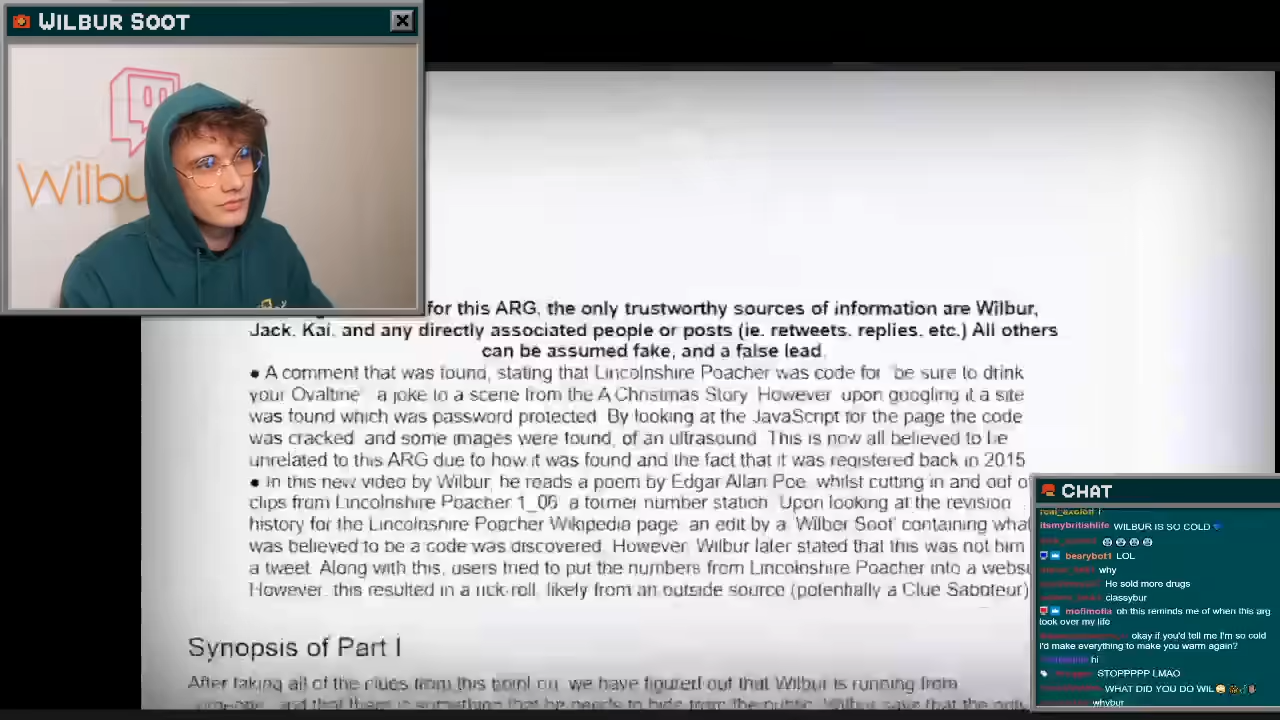 WILBUR SOOT
Wilbu
for this ARG, the only trustworthy sources of information are Wilbur,
Jack, Kai, and any directly associated people or posts (ie. retweets, replies, etc.) All others
can be assumed fake, and a false lead.
● A comment that was found, stating that Lincolnshire Poacher was code for "be sure to drink
your Ovaltine" a joke to a scene from the A Christmas Story. However, upon googling it a site
was found which was password protected. By looking at the JavaScript for the page the code
was cracked, and some images were found, of an ultrasound. This is now all believed to be
unrelated to this ARG due to how it was found and the fact that it was registered back in 2015
● In this new video by Wilbur, he reads a poem by Edgar Allan Poe, whilst cutting in and out o
clips from Lincolnshire Poacher 1_06, a former number station. Upon looking at the revision
history for the Lincolnshire Poacher Wikipedia page, an edit by a 'Wilber Soot' containing what
was believed to be a code was discovered. However, Wilbur later stated that this was not him
a tweet. Along with this, users tried to put the numbers from Lincolnshire Poacher into a webs
However, this resulted in a rick-roll, likely from an outside source (potentially a Clue Saboteur)
Synopsis of Part I
After taking all of the clues from this point on, we have figured out that Wilbur is running from
CHAT
itsmybritishlife WILBUR IS SO COLD
bearybot1 LOL
why
He sold more drugs
classybur
mofimofia oh this reminds me of when this arg
took over my life
okay if you'd tell me I'm so cold
I'd make everything to make you warm again?
hi
STOPPPPP LMAO
WHAT DID YOU DO WIL
whybur